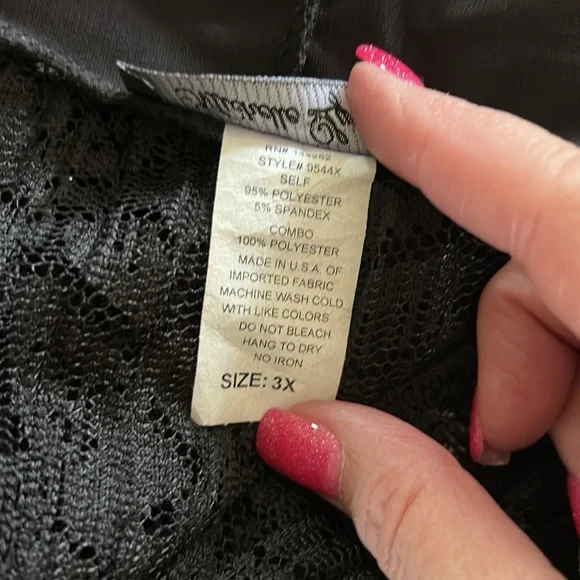 STYLE# 9544X
SELF
95% POLYESTER
5% SPANDEX
COMBO
100% POLYESTER
MADE IN U.S.A. OF
IMPORTED FABRIC
MACHINE WASH COLD
WITH LIKE COLORS
DO NOT BLEACH
HANG TO DRY
NO IRON
SIZE: 3X